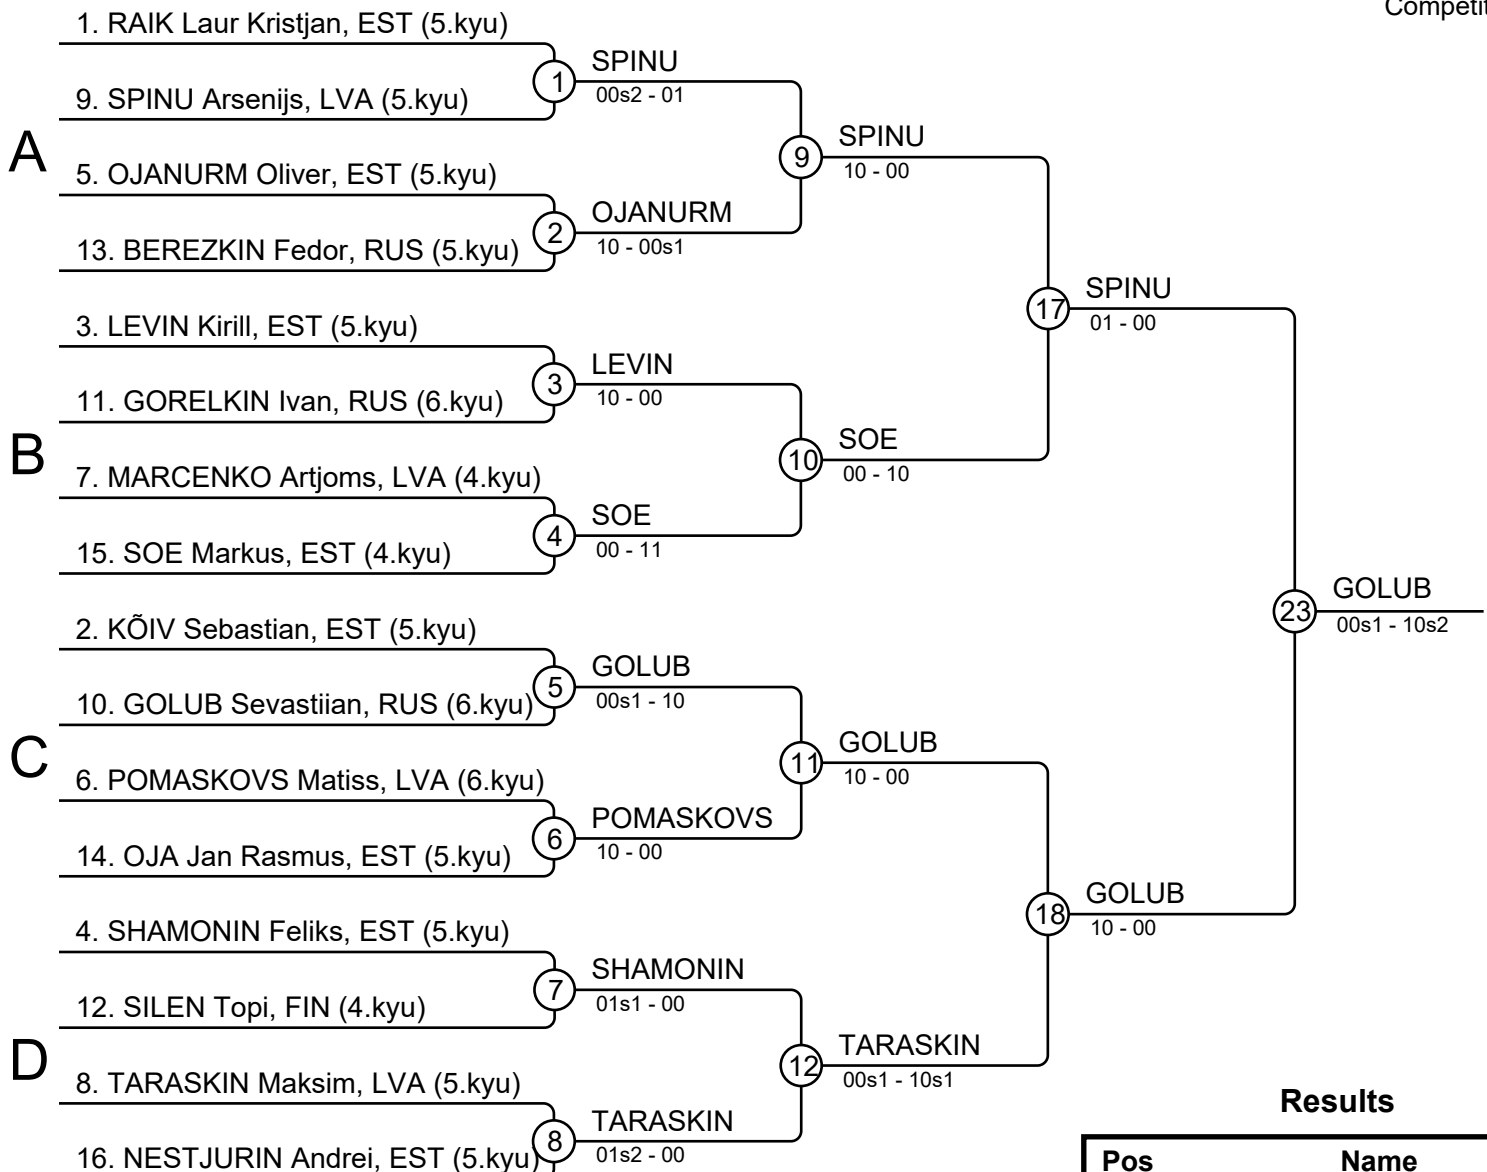 Competit
1. RAIK Laur Kristjan, EST (5.kyu)
9. SPINU Arsenijs, LVA (5.kyu)
1
SPINU
00s2 - 01
A
5. OJANURM Oliver, EST (5.kyu)
13. BEREZKIN Fedor, RUS (5.kyu)
2
OJANURM
10 - 00s1
9
SPINU
10 - 00
3. LEVIN Kirill, EST (5.kyu)
11. GORELKIN Ivan, RUS (6.kyu)
3
LEVIN
10 - 00
B
7. MARCENKO Artjoms, LVA (4.kyu)
15. SOE Markus, EST (4.kyu)
4
SOE
00 - 11
10
SOE
00 - 10
17
SPINU
01 - 00
2. KÕIV Sebastian, EST (5.kyu)
10. GOLUB Sevastiian, RUS (6.kyu)
5
GOLUB
00s1 - 10
C
6. POMASKOVS Matiss, LVA (6.kyu)
14. OJA Jan Rasmus, EST (5.kyu)
6
POMASKOVS
10 - 00
11
GOLUB
10 - 00
4. SHAMONIN Feliks, EST (5.kyu)
12. SILEN Topi, FIN (4.kyu)
7
SHAMONIN
01s1 - 00
D
8. TARASKIN Maksim, LVA (5.kyu)
16. NESTJURIN Andrei, EST (5.kyu)
8
TARASKIN
01s2 - 00
12
TARASKIN
00s1 - 10s1
18
GOLUB
10 - 00
23
GOLUB
00s1 - 10s2
Results
Pos Name